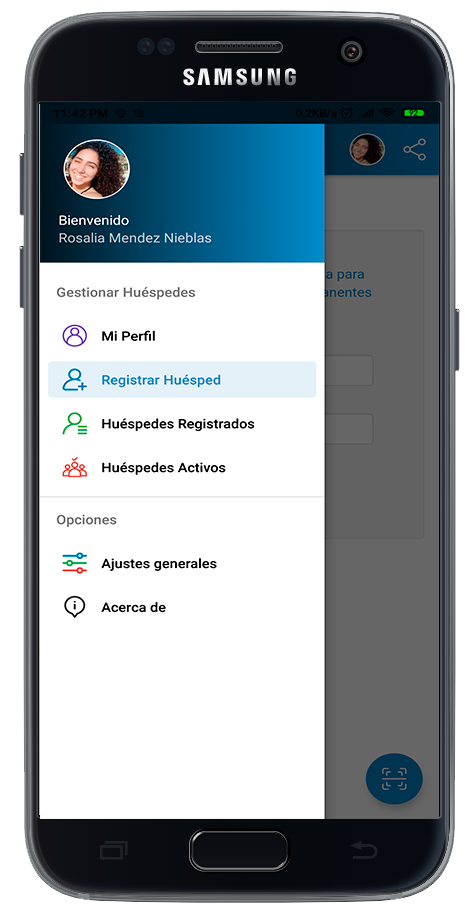 SAMSUNG
11:42 PM
0,2KB/s
92
Bienvenido
Rosalia Mendez Nieblas
Gestionar Huéspedes
a para
anentes
Mi Perfil
Registrar Huésped
Huéspedes Registrados
Huéspedes Activos
Opciones
Ajustes generales
Acerca de